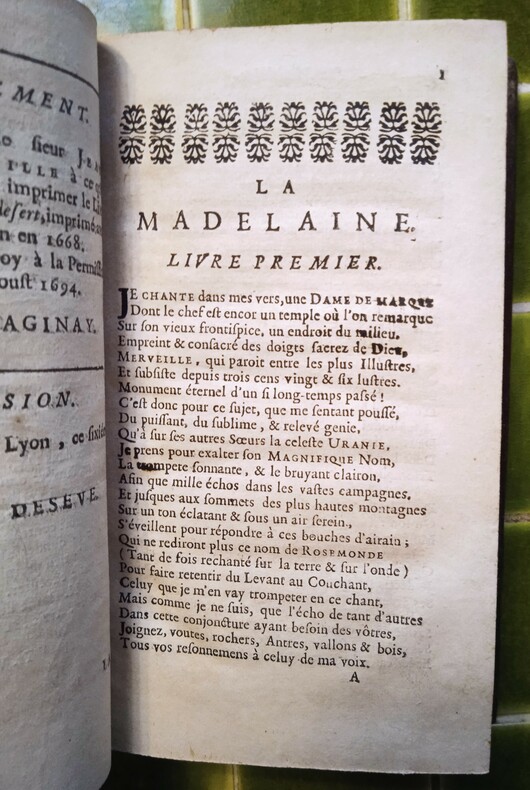 EMENT.
sieur
à ce
imprimer le
desert, imprimé
n en 1668.
oy à la Permis
oust 1694.
AGINAY.
SION.
Lyon, ce sixié
DESEVE.
1
LA
MADELAINE.
LIVRE PREMIER.
JE CHANTE dans mes vers, une DAME DE MARQUE
Dont le chef est encor un temple où l'on remarque
Sur son vieux frontispice, un endroit du milieu,
Empreint & consacré des doigts sacrez de Dieu,
MERVEILLE, qui paroit entre les plus Illustres,
Et subsiste depuis trois cens vingt & six lustres.
Monument éternel d'un si long-temps passé !
C'est donc pour ce sujet, que me sentant poussé,
Du puissant, du sublime, & relevé genie,
Qu'à sur ses autres Sœurs la celeste URANIE,
Je prens pour exalter son MAGNIFIQUE Nom,
La trompete sonnante, & le bruyant clairon,
Afin que mille échos dans les vastes campagnes,
Et jusques aux sommets des plus hautes montagnes
Sur un ton éclatant & sous un air serein,
S'éveillent pour répondre à ces bouches d'airain ;
Qui ne rediront plus ce nom de ROSEMONDE
( Tant de fois rechanté sur la terre & sur l'onde )
Pour faire retentir du Levant au Couchant,
Celuy que je m'en vay trompeter en ce chant,
Mais comme je ne suis, que l'écho de tant d'autres
Dans cette conjoncture ayant besoin des vôtres,
Joignez, voutes, rochers, Antres, vallons & bois,
Tous vos resonnemens à celuy de ma voix.
A